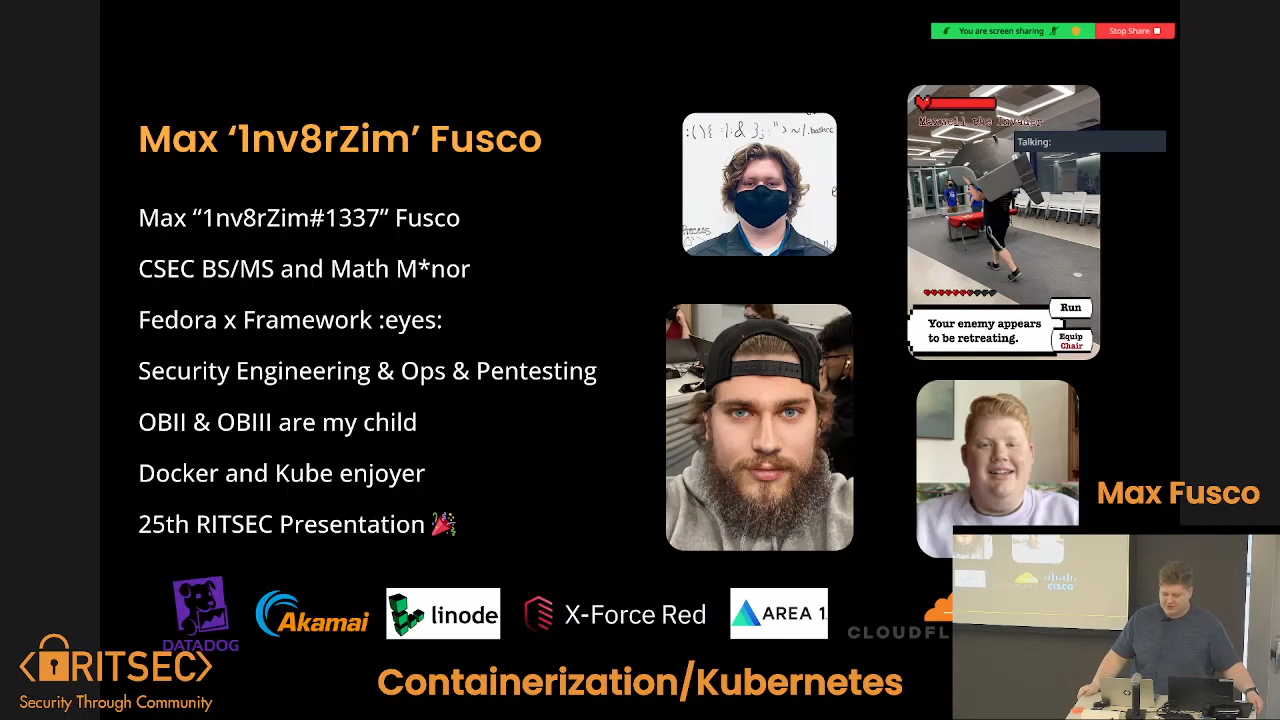 You are screen sharing
Stop Share
Max ‘1nv8rZim’ Fusco
Max “1nv8rZim#1337” Fusco
CSEC BS/MS and Math M*nor
Fedora x Framework :eyes:
Security Engineering & Ops & Pentesting
OBII & OBIII are my child
Docker and Kube enjoyer
25th RITSEC Presentation
Maxwell the Invader
Talking:
Run
Your enemy appears
to be retreating.
Equip
Chair
Max Fusco
DATADOG
Akamai
linode
X-Force Red
AREA 1
CLOUDFL
CISCO
RITSEC
Security Through Community
Containerization/Kubernetes